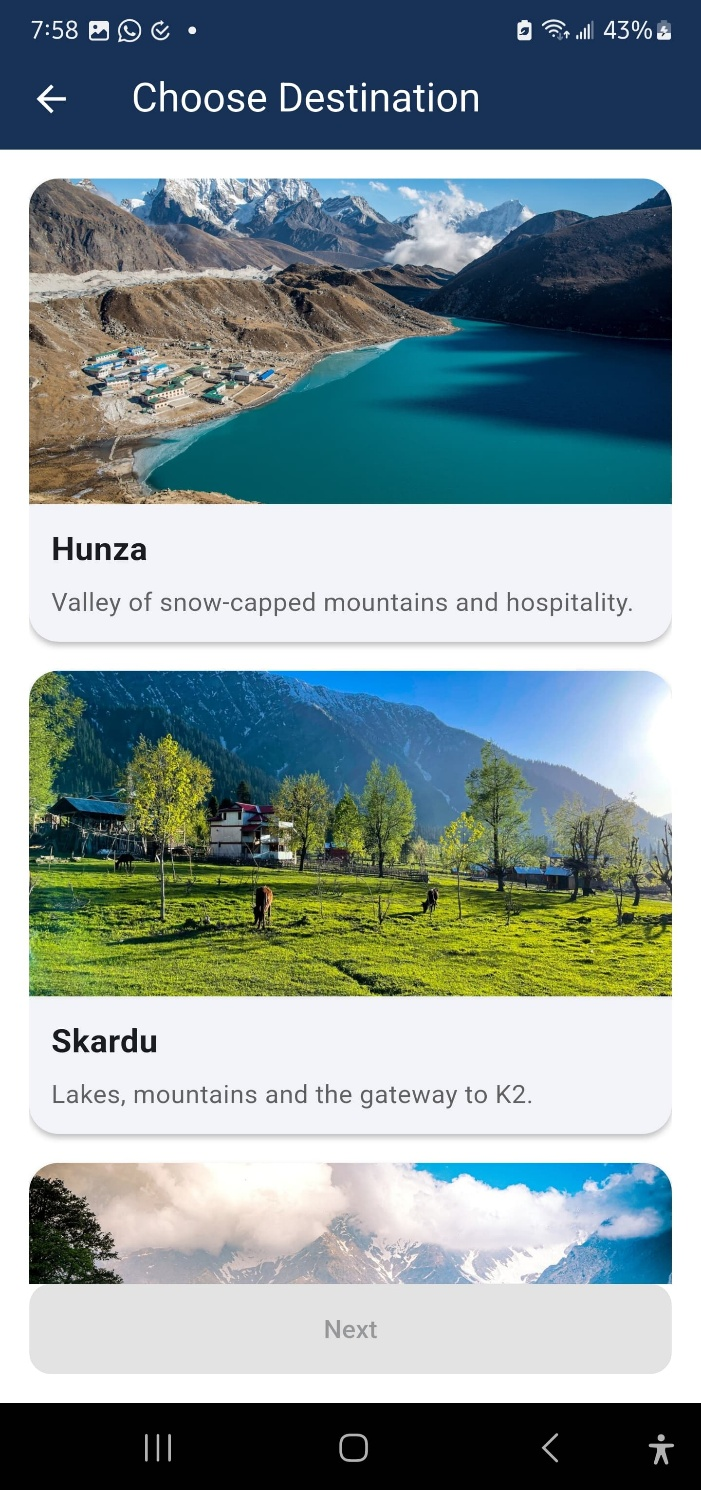 7:58
43%
Choose Destination
Hunza
Valley of snow-capped mountains and hospitality.
Skardu
Lakes, mountains and the gateway to K2.
Next